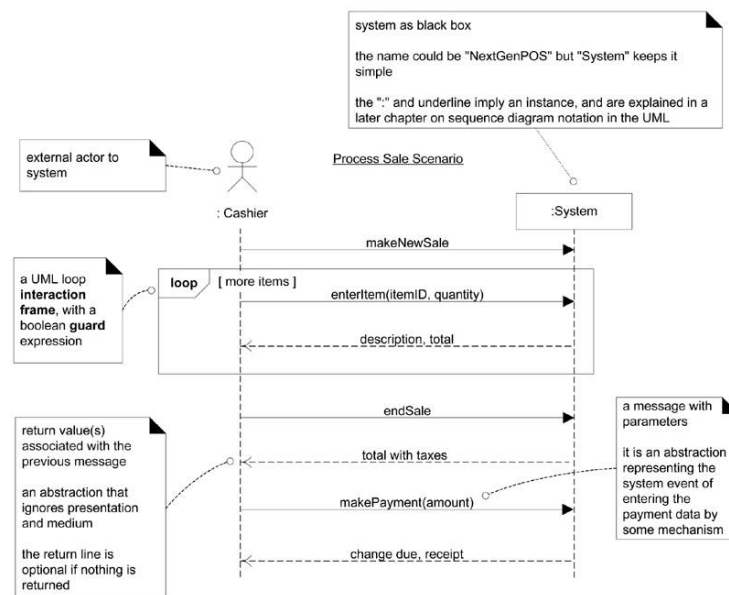 system as black box
the name could be "NextGenPOS" but "System" keeps it
simple
the ":" and underline imply an instance, and are explained in a
later chapter on sequence diagram notation in the UML
external actor to
system
Process Sale Scenario
: Cashier
:System
makeNewSale
a UML loop
interaction
frame, with a
boolean guard
expression
loop
[ more items ]
enterItem(itemID, quantity)
description, total
endSale
return value(s)
associated with the
previous message
an abstraction that
ignores presentation
and medium
the return line is
optional if nothing is
returned
total with taxes
a message with
parameters
it is an abstraction
representing the
system event of
entering the
payment data by
some mechanism
makePayment(amount)
change due, receipt